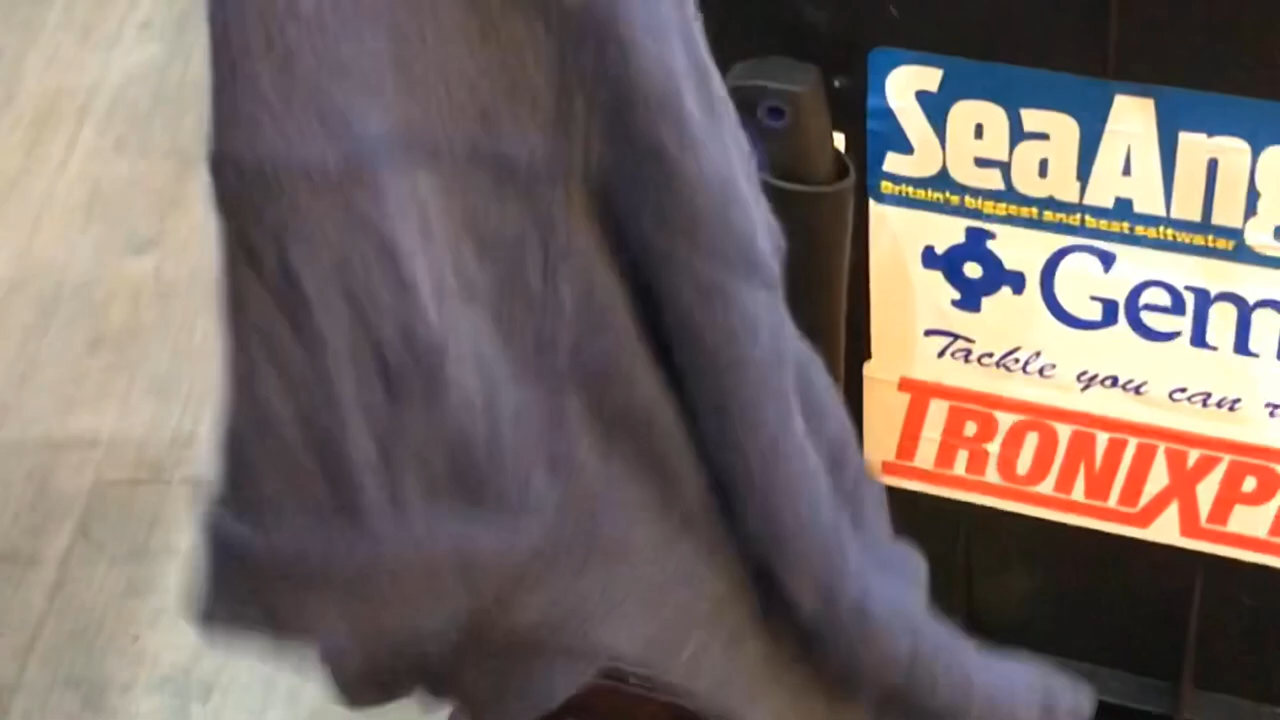 SeaAng
Britain's biggest and best saltwater
Gem
Tackle you can
TRONIXP